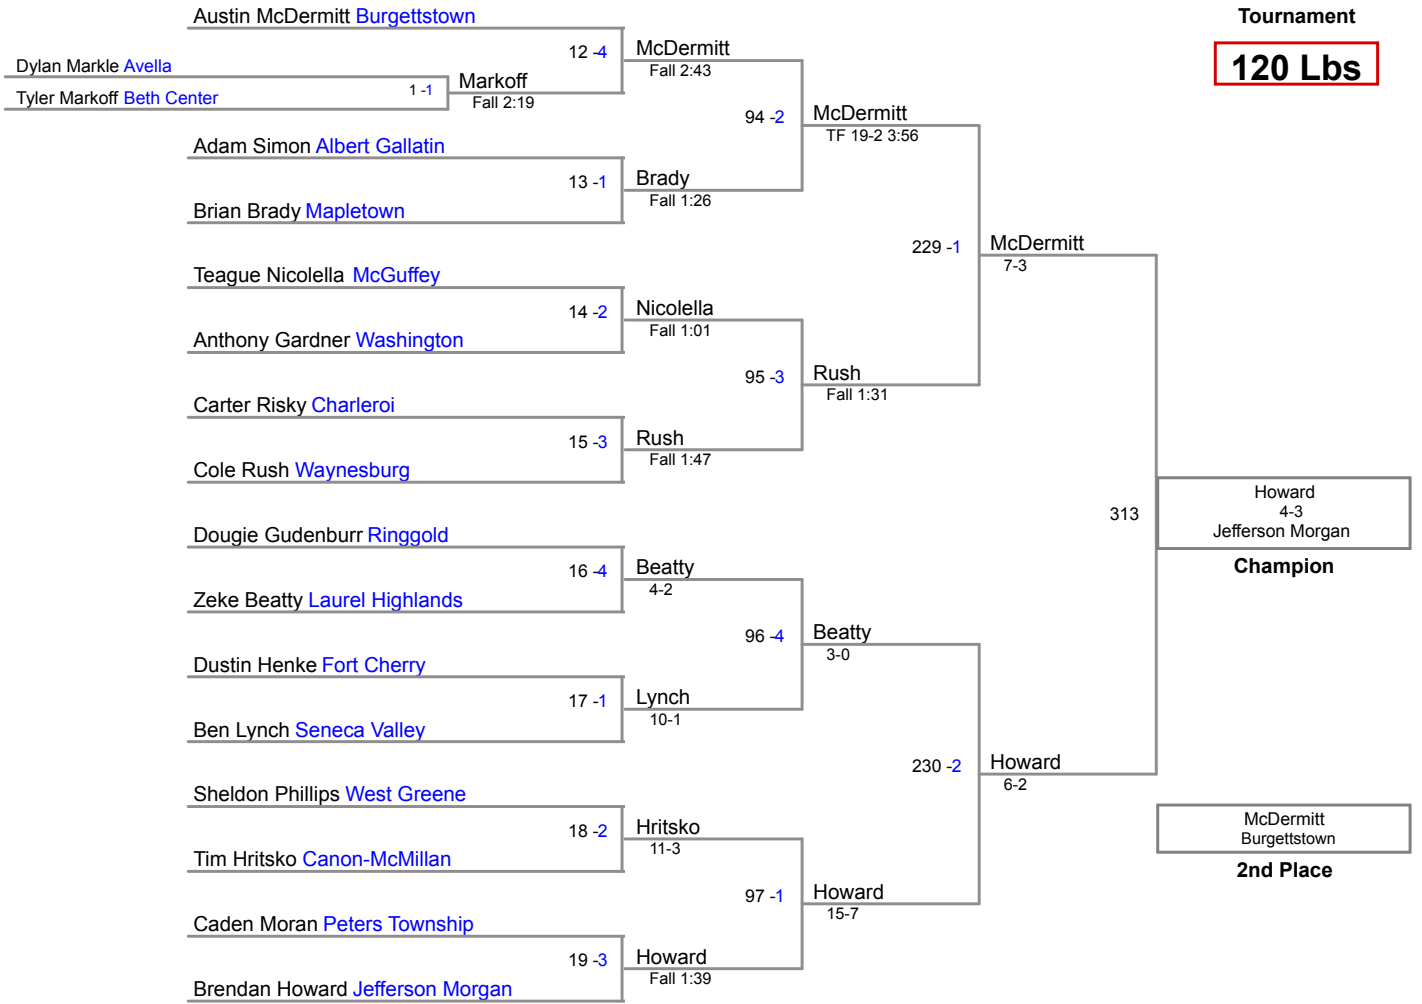 Austin McDermitt Burgettstown
Tournament
120 Lbs
12 -4
McDermitt
Fall 2:43
Dylan Markle Avella
Tyler Markoff Beth Center
1 -1
Markoff
Fall 2:19
94 -2
McDermitt
TF 19-2 3:56
Adam Simon Albert Gallatin
13 -1
Brady
Fall 1:26
Brian Brady Mapletown
229 -1
McDermitt
7-3
Teague Nicolella McGuffey
14 -2
Nicolella
Fall 1:01
Anthony Gardner Washington
95 -3
Rush
Fall 1:31
Carter Risky Charleroi
15 -3
Rush
Fall 1:47
Cole Rush Waynesburg
313
Howard
4-3
Jefferson Morgan
Champion
Dougie Gudenburr Ringgold
16 -4
Beatty
4-2
Zeke Beatty Laurel Highlands
96 -4
Beatty
3-0
Dustin Henke Fort Cherry
17 -1
Lynch
10-1
Ben Lynch Seneca Valley
230 -2
Howard
6-2
Sheldon Phillips West Greene
18 -2
Hritsko
11-3
Tim Hritsko Canon-McMillan
McDermitt
Burgettstown
2nd Place
97 -1
Howard
15-7
Caden Moran Peters Township
19 -3
Howard
Fall 1:39
Brendan Howard Jefferson Morgan